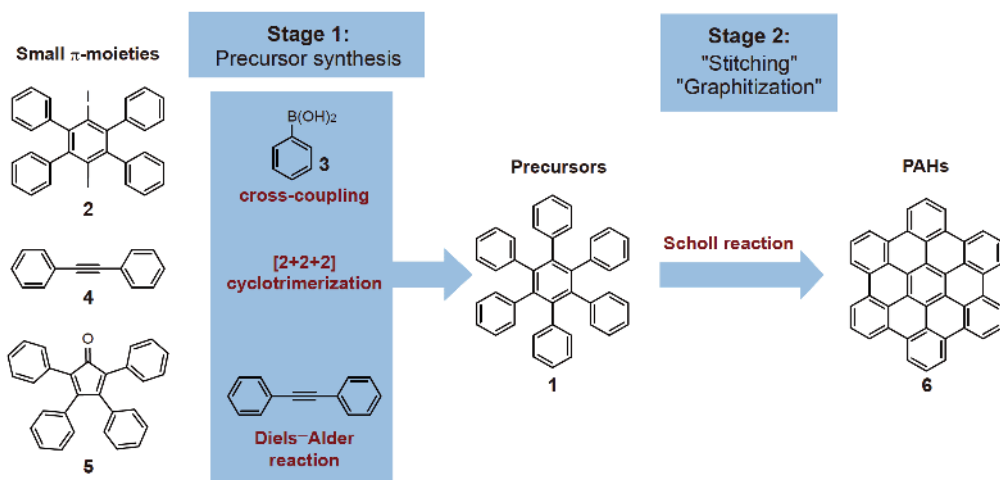 Small π-moieties
I
I
2
4
O
5
Stage 1:
Precursor synthesis
B(OH)₂
3
cross-coupling
[2+2+2]
cyclotrimerization
Diels–Alder
reaction
Precursors
1
Stage 2:
"Stitching"
"Graphitization"
Scholl reaction
PAHs
6